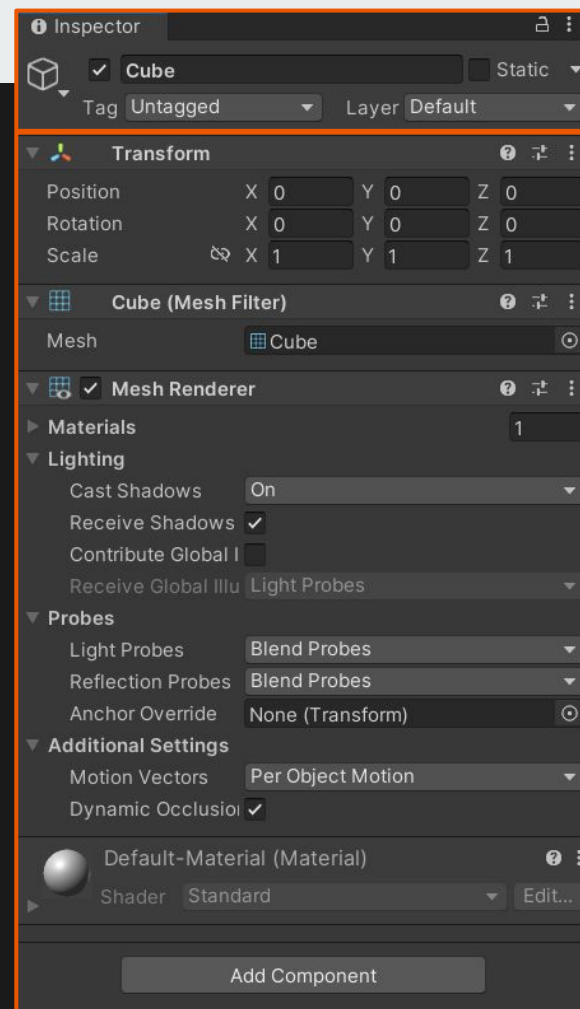 Inspector
Cube Static
Tag Untagged Layer Default
Transform
Position X 0 Y 0 Z 0
Rotation X 0 Y 0 Z 0
Scale X 1 Y 1 Z 1
Cube (Mesh Filter)
Mesh Cube
Mesh Renderer
Materials 1
Lighting
Cast Shadows On
Receive Shadows
Contribute Global I
Receive Global Illu Light Probes
Probes
Light Probes Blend Probes
Reflection Probes Blend Probes
Anchor Override None (Transform)
Additional Settings
Motion Vectors Per Object Motion
Dynamic Occlusio
Default-Material (Material)
Shader Standard Edit...
Add Component